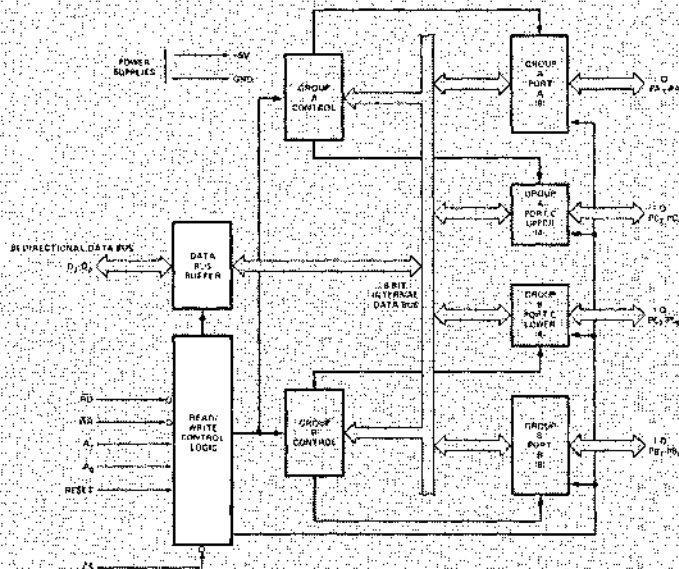 POWER
SUPPLIES
+5V
GND
GROUP
A
CONTROL
GROUP
A
PORT
A
(8)
I/O
PA7-PA0
GROUP
A
PORT C
UPPER
(4)
I/O
PC7-PC4
BI-DIRECTIONAL DATA BUS
D7-D0
DATA
BUS
BUFFER
8-BIT
INTERNAL
DATA BUS
GROUP
B
PORT C
LOWER
(4)
I/O
PC3-PC0
RD
WR
A1
A0
RESET
READ/
WRITE
CONTROL
LOGIC
GROUP
B
CONTROL
GROUP
B
PORT
B
(8)
I/O
PB7-PB0
CS